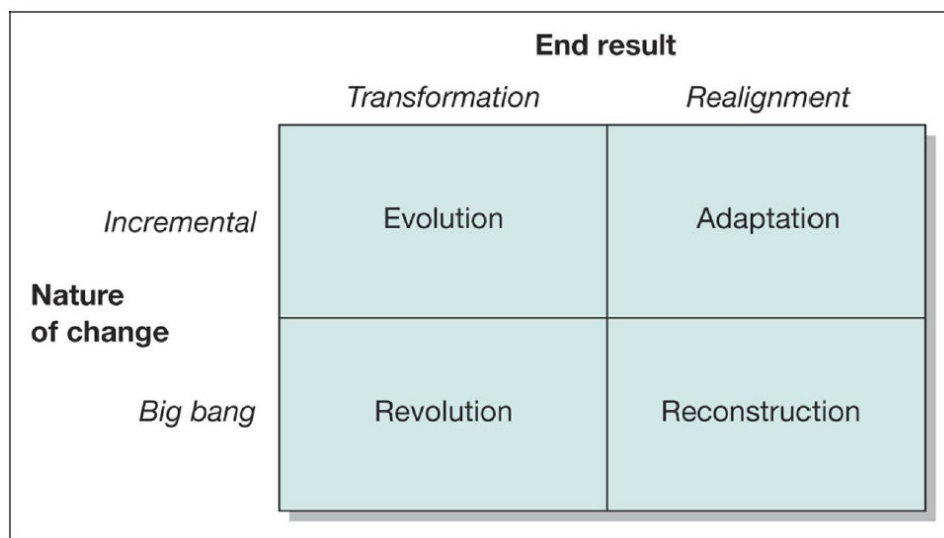 End result
Transformation Realignment
Incremental Evolution Adaptation
Nature
of change
Big bang Revolution Reconstruction